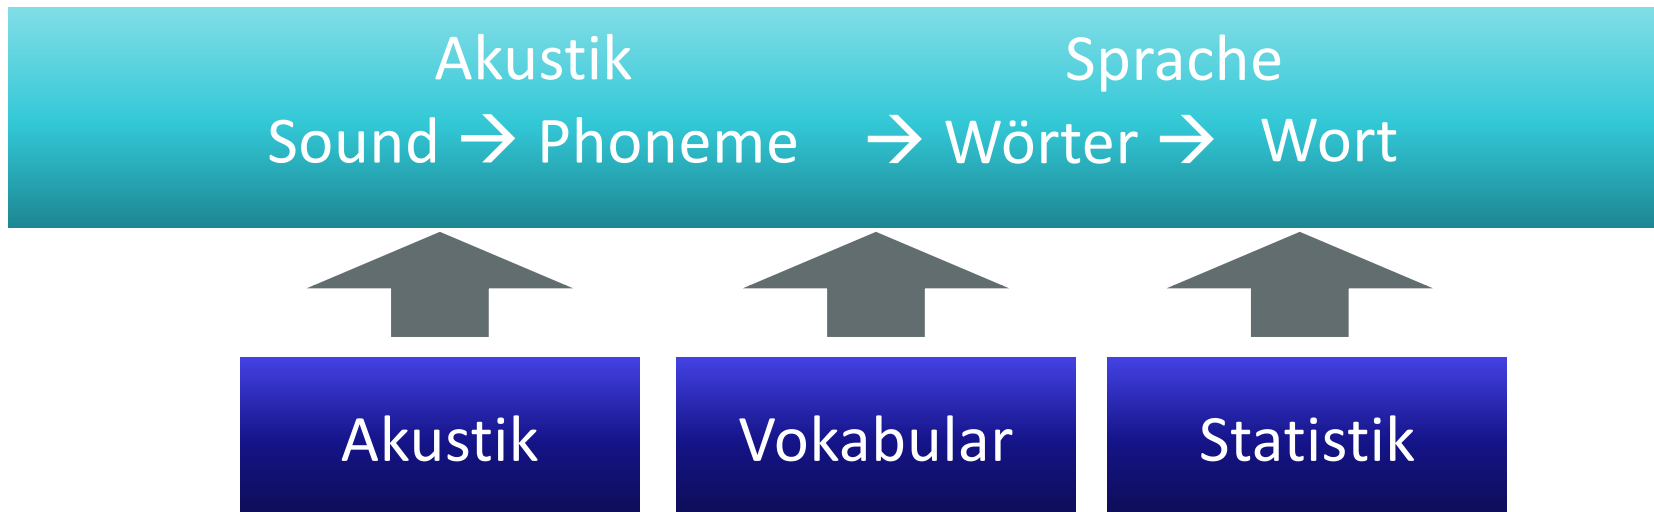 Akustik Sprache
Sound → Phoneme → Wörter → Wort
Akustik Vokabular Statistik